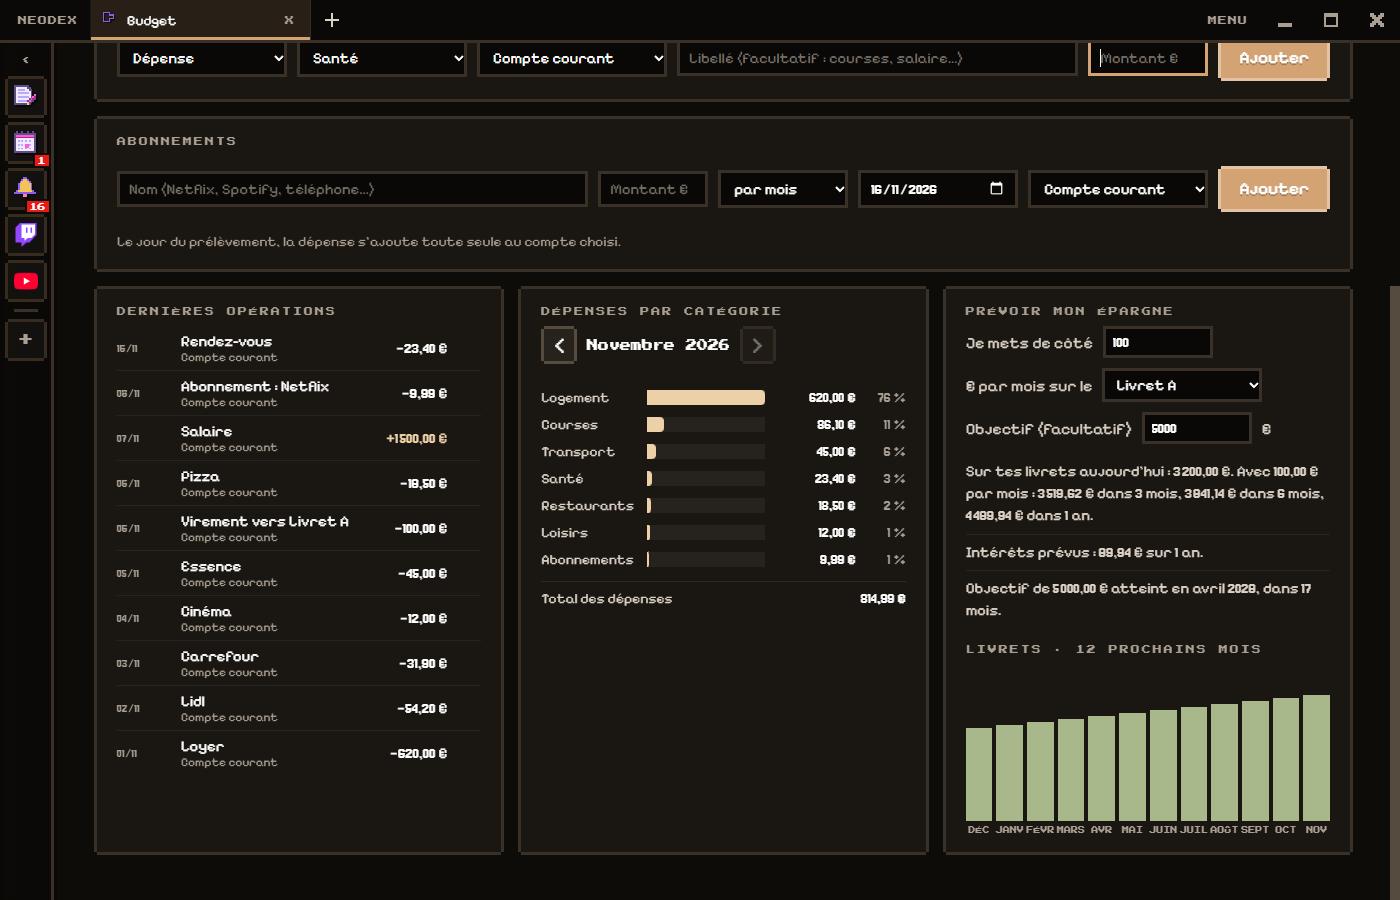 NEODEX
Budget
MENU
Dépense
Santé
Compte courant
Libellé (facultatif : courses, salaire...)
Montant €
Ajouter
ABONNEMENTS
Nom (Netflix, Spotify, téléphone...)
Montant €
par mois
16/11/2026
Compte courant
Ajouter
Le jour du prélèvement, la dépense s'ajoute toute seule au compte choisi.
1
16
DERNIÈRES OPÉRATIONS
Rendez-vous
Compte courant
-23,40 €
Abonnement : Netflix
Compte courant
-9,99 €
07/11
Salaire
Compte courant
+1500,00 €
Pizza
Compte courant
-18,50 €
Virement vers Livret A
Compte courant
-100,00 €
05/11
Essence
Compte courant
-45,00 €
04/11
Cinéma
Compte courant
-12,00 €
03/11
Carrefour
Compte courant
-31,90 €
02/11
Lidl
Compte courant
-54,20 €
01/11
Loyer
Compte courant
-620,00 €
DÉPENSES PAR CATÉGORIE
Novembre 2026
Logement 620,00 € 76 %
Courses 86,10 € 11 %
Transport 45,00 € 6 %
Santé 23,40 € 3 %
Restaurants 18,50 € 2 %
Loisirs 12,00 € 1 %
Abonnements 9,99 € 1 %
Total des dépenses 814,99 €
PRÉVOIR MON ÉPARGNE
Je mets de côté 100
€ par mois sur le Livret A
Objectif (facultatif) 5000 €
Sur tes livrets aujourd'hui : 3200,00 €. Avec 100,00 €
par mois : 3519,62 € dans 3 mois, 3841,14 € dans 6 mois,
4489,94 € dans 1 an.
Intérêts prévus : 89,94 € sur 1 an.
Objectif de 5000,00 € atteint en avril 2028, dans 17
mois.
LIVRETS · 12 PROCHAINS MOIS
DÉC JANV FÉVR MARS AVR MAI JUIN JUIL AOÛT SEPT OCT NOV